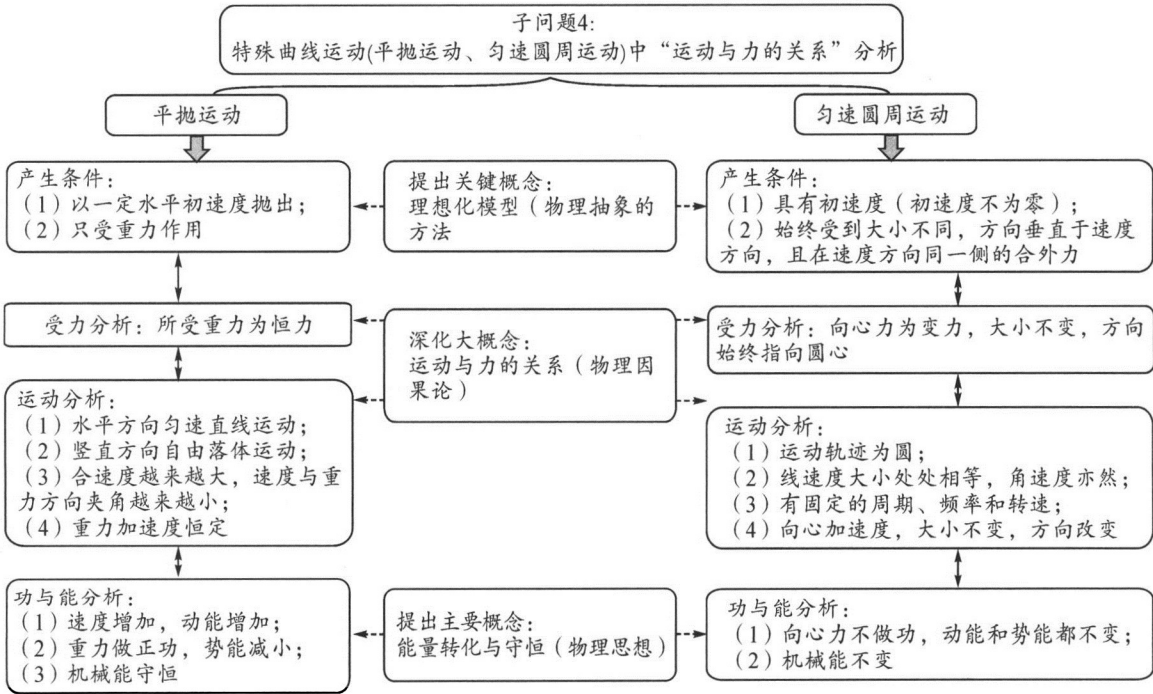 子问题4:
特殊曲线运动(平抛运动、匀速圆周运动)中“运动与力的关系”分析
平抛运动
匀速圆周运动
产生条件:
(1)以一定水平初速度抛出;
(2)只受重力作用
提出关键概念:
理想化模型(物理抽象的
方法
产生条件:
(1)具有初速度(初速度不为零);
(2)始终受到大小不同,方向垂直于速度
方向,且在速度方向同一侧的合外力
受力分析:所受重力为恒力
深化大概念:
运动与力的关系(物理因
果论)
受力分析:向心力为变力,大小不变,方向
始终指向圆心
运动分析:
(1)水平方向匀速直线运动;
(2)竖直方向自由落体运动;
(3)合速度越来越大,速度与重
力方向夹角越来越小;
(4)重力加速度恒定
运动分析:
(1)运动轨迹为圆;
(2)线速度大小处处相等,角速度亦然;
(3)有固定的周期、频率和转速;
(4)向心加速度,大小不变,方向改变
功与能分析:
(1)速度增加,动能增加;
(2)重力做正功,势能减小;
(3)机械能守恒
提出主要概念:
能量转化与守恒(物理思想)
功与能分析:
(1)向心力不做功,动能和势能都不变;
(2)机械能不变